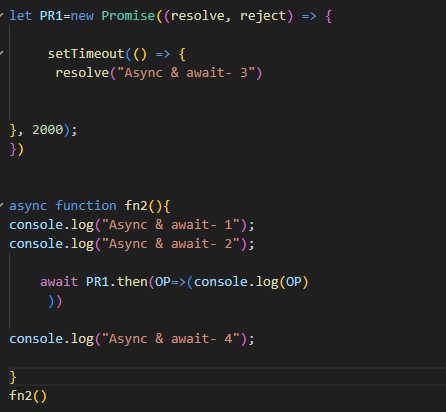 let PR1=new Promise((resolve, reject) => {
setTimeout(() => {
resolve("Async & await- 3")
}, 2000);
})
async function fn2(){
console.log("Async & await- 1");
console.log("Async & await- 2");
await PR1.then(OP=>(console.log(OP)
))
console.log("Async & await- 4");
}
fn2()